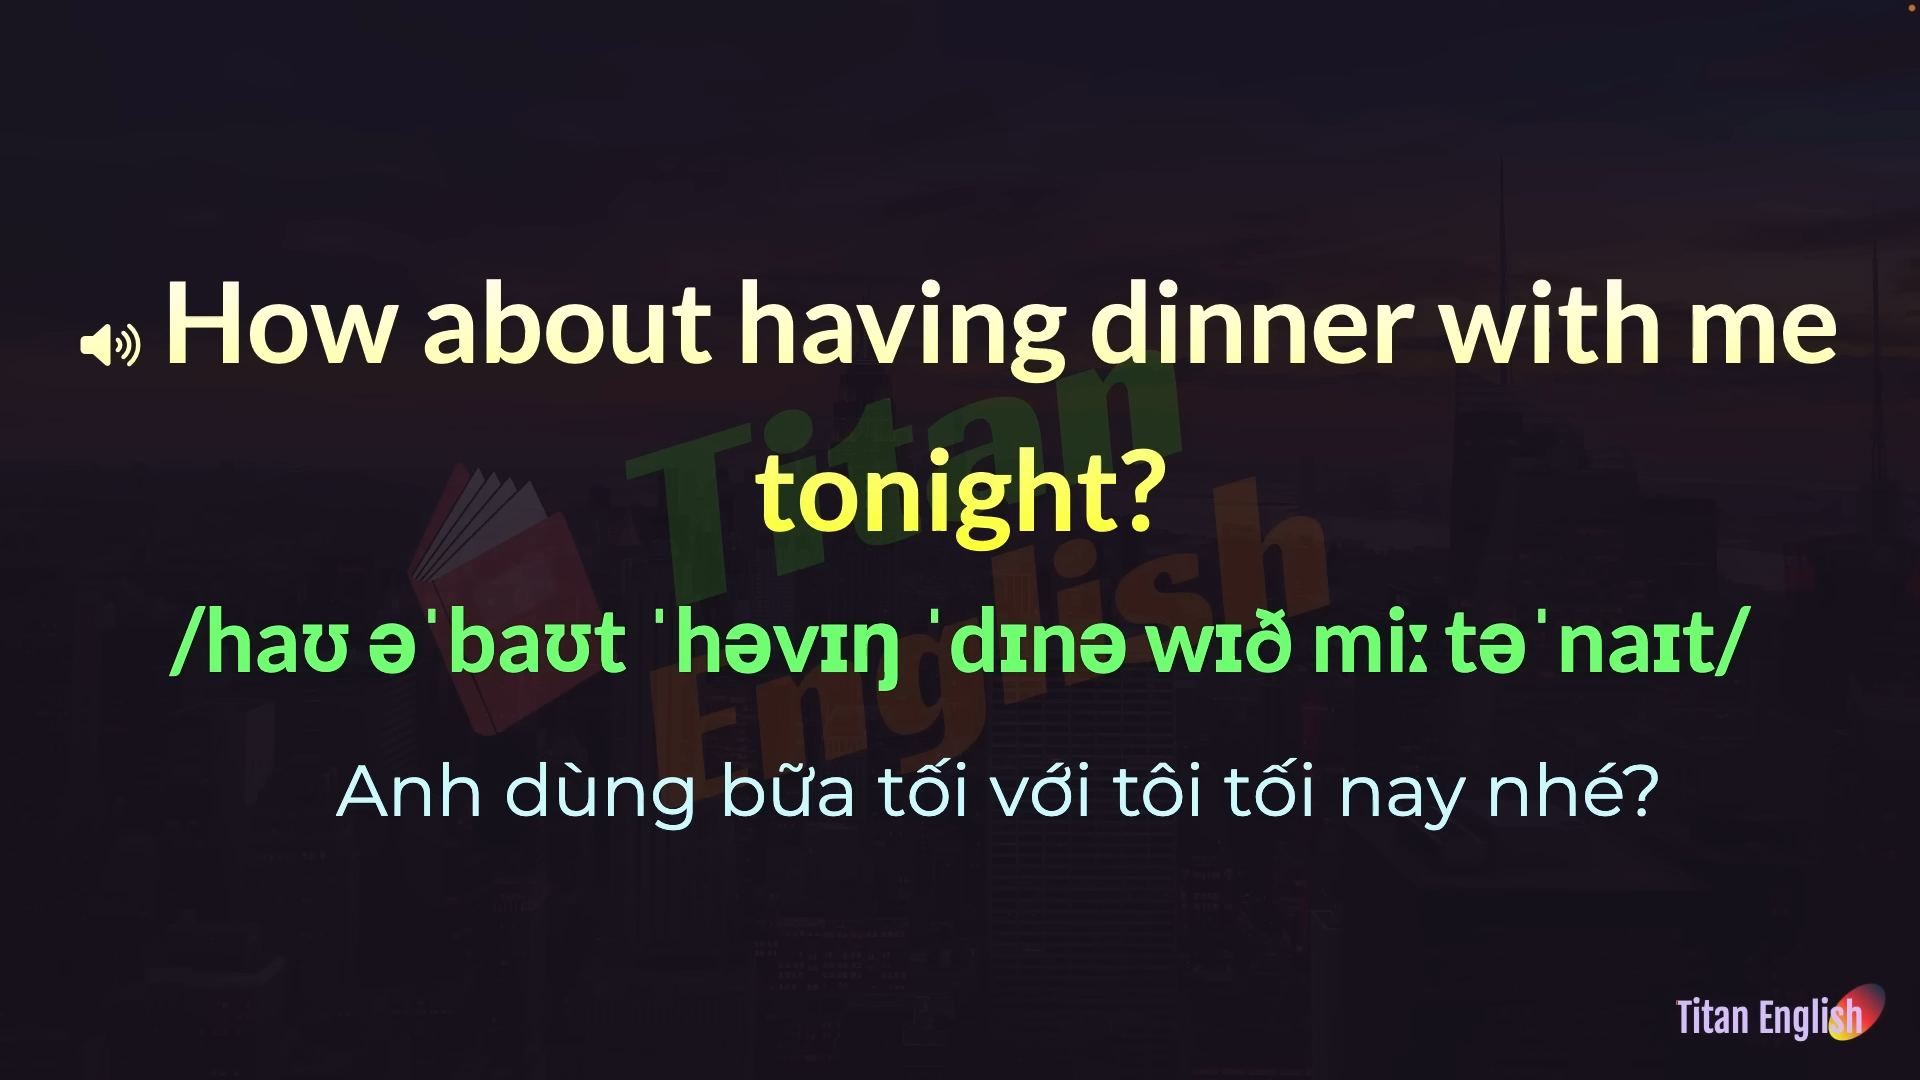 How about having dinner with me
tonight?
/haʊ əˈbaʊt ˈhəvɪŋ ˈdɪnə wɪð miː təˈnaɪt/
Anh dùng bữa tối với tôi tối nay nhé?
Titan
English
Titan English